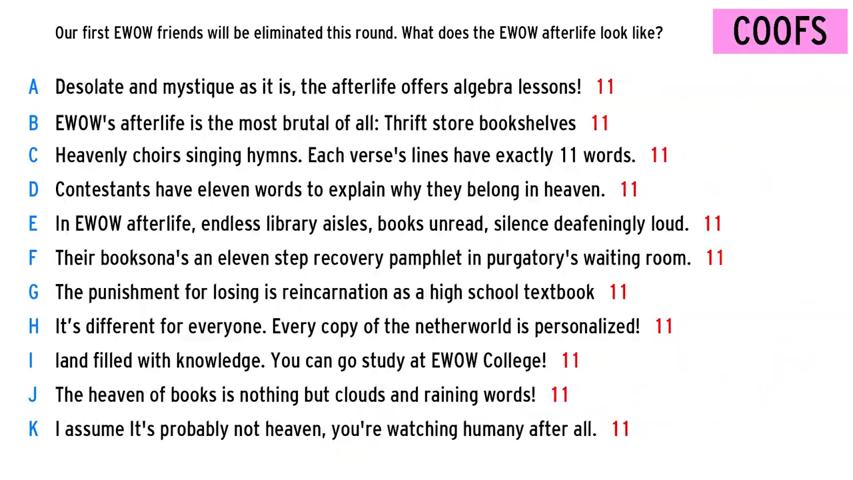 Our first EWOW friends will be eliminated this round. What does the EWOW afterlife look like?
COOFS
A Desolate and mystique as it is, the afterlife offers algebra lessons! 11
B EWOW's afterlife is the most brutal of all: Thrift store bookshelves 11
C Heavenly choirs singing hymns. Each verse's lines have exactly 11 words. 11
D Contestants have eleven words to explain why they belong in heaven. 11
E In EWOW afterlife, endless library aisles, books unread, silence deafeningly loud. 11
F Their booksona's an eleven step recovery pamphlet in purgatory's waiting room. 11
G The punishment for losing is reincarnation as a high school textbook 11
H It's different for everyone. Every copy of the netherworld is personalized! 11
I land filled with knowledge. You can go study at EWOW College! 11
J The heaven of books is nothing but clouds and raining words! 11
K I assume It's probably not heaven, you're watching humany after all. 11